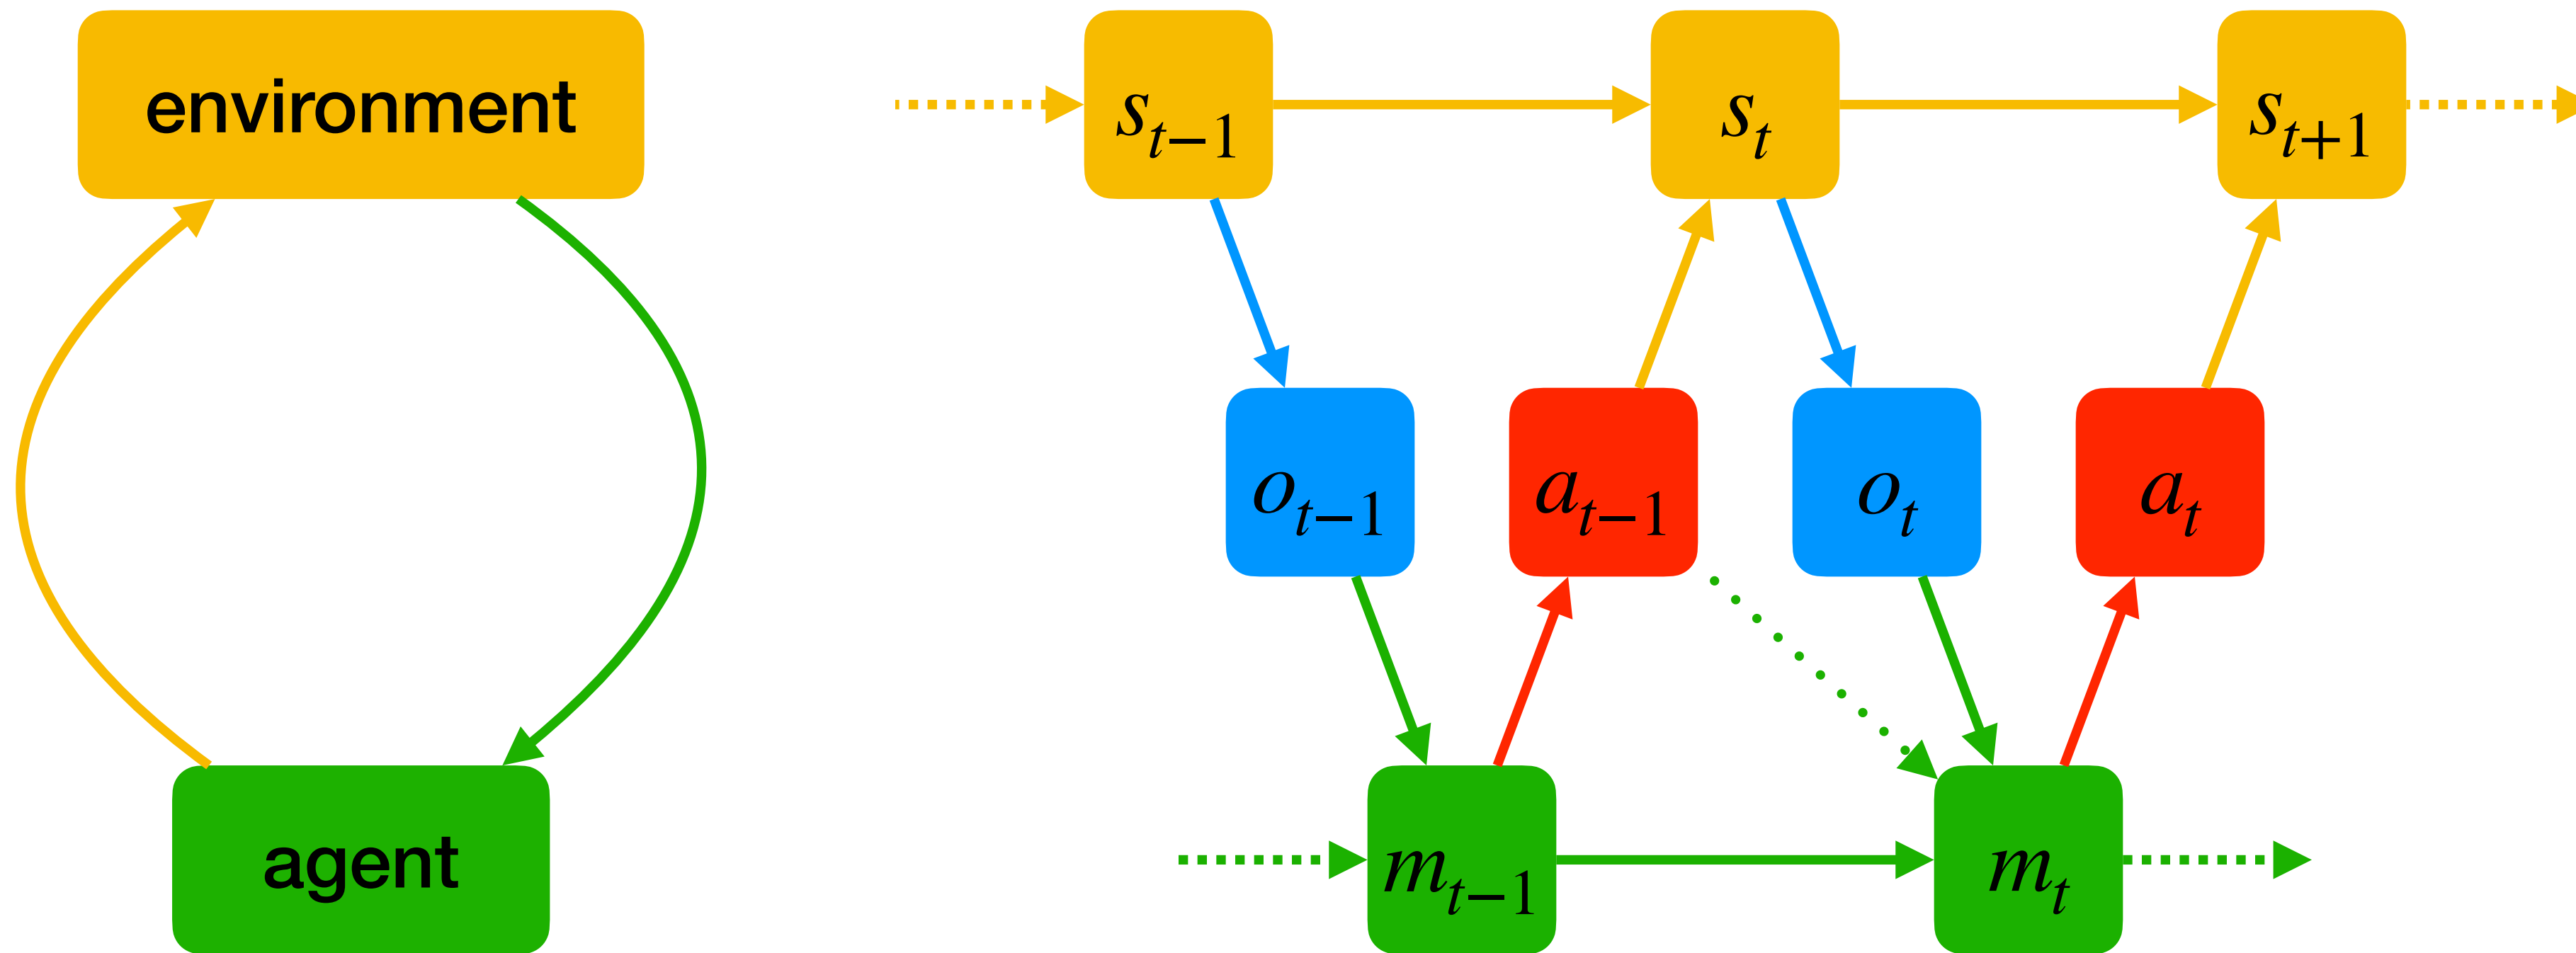 environment
s_{t-1} s_t s_{t+1}
o_{t-1} a_{t-1} o_t a_t
agent
m_{t-1} m_t